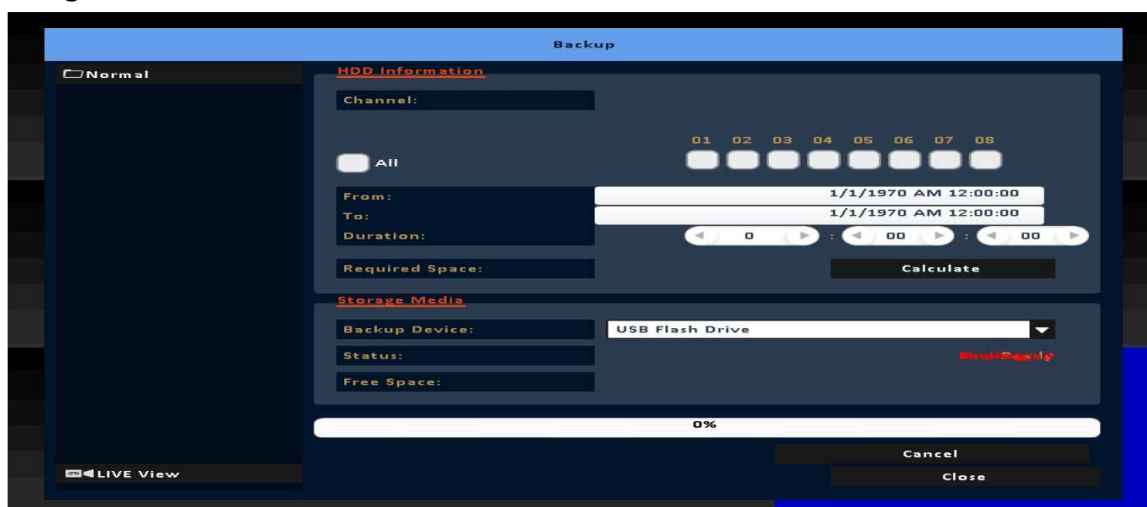 Backup
Normal
HDD Information
Channel:
01 02 03 04 05 06 07 08
All
From: 1/1/1970 AM 12:00:00
To: 1/1/1970 AM 12:00:00
Duration: 0 : 00 : 00
Required Space: Calculate
Storage Media
Backup Device: USB Flash Drive
Status:
Free Space:
0%
Cancel
LIVE View
Close